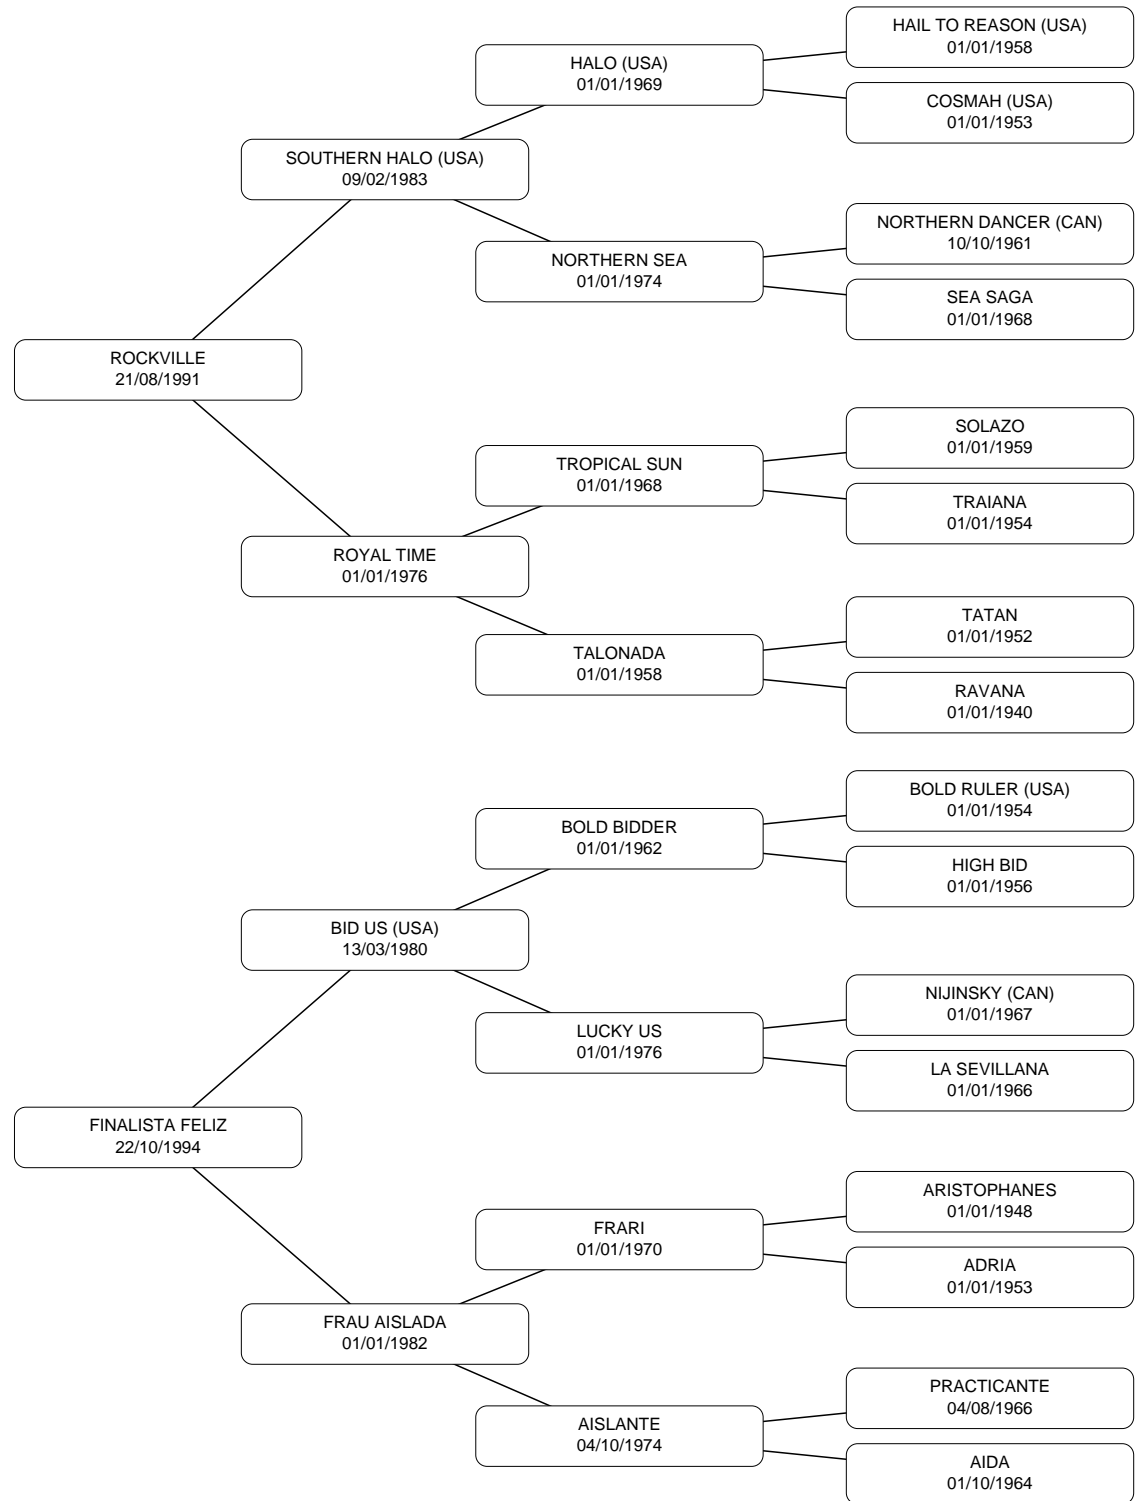 HAIL TO REASON (USA)
01/01/1958
HALO (USA)
01/01/1969
COSMAH (USA)
01/01/1953
SOUTHERN HALO (USA)
09/02/1983
NORTHERN DANCER (CAN)
10/10/1961
NORTHERN SEA
01/01/1974
SEA SAGA
01/01/1968
ROCKVILLE
21/08/1991
SOLAZO
01/01/1959
TROPICAL SUN
01/01/1968
TRAIANA
01/01/1954
ROYAL TIME
01/01/1976
TATAN
01/01/1952
TALONADA
01/01/1958
RAVANA
01/01/1940
BOLD RULER (USA)
01/01/1954
BOLD BIDDER
01/01/1962
HIGH BID
01/01/1956
BID US (USA)
13/03/1980
NIJINSKY (CAN)
01/01/1967
LUCKY US
01/01/1976
LA SEVILLANA
01/01/1966
FINALISTA FELIZ
22/10/1994
ARISTOPHANES
01/01/1948
FRARI
01/01/1970
ADRIA
01/01/1953
FRAU AISLADA
01/01/1982
PRACTICANTE
04/08/1966
AISLANTE
04/10/1974
AIDA
01/10/1964